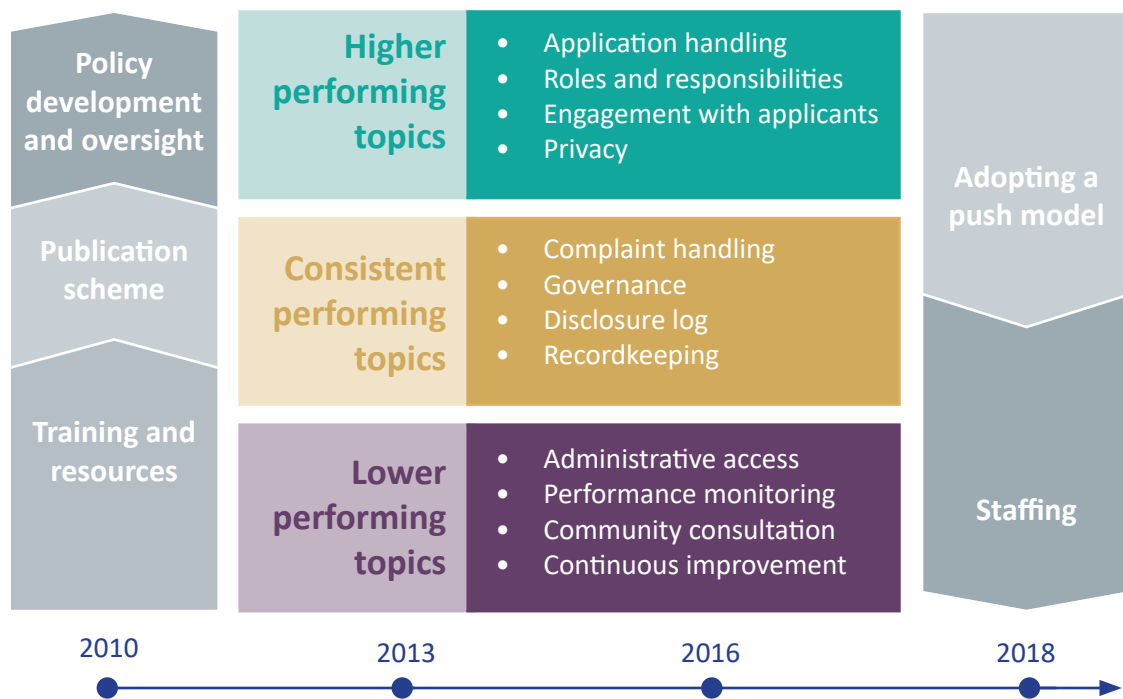 Policy
development
and oversight
Publication
scheme
Training and
resources
Higher
performing
topics
• Application handling
• Roles and responsibilities
• Engagement with applicants
• Privacy
Consistent
performing
topics
• Complaint handling
• Governance
• Disclosure log
• Recordkeeping
Lower
performing
topics
• Administrative access
• Performance monitoring
• Community consultation
• Continuous improvement
Adopting a
push model
Staffing
2010
2013
2016
2018